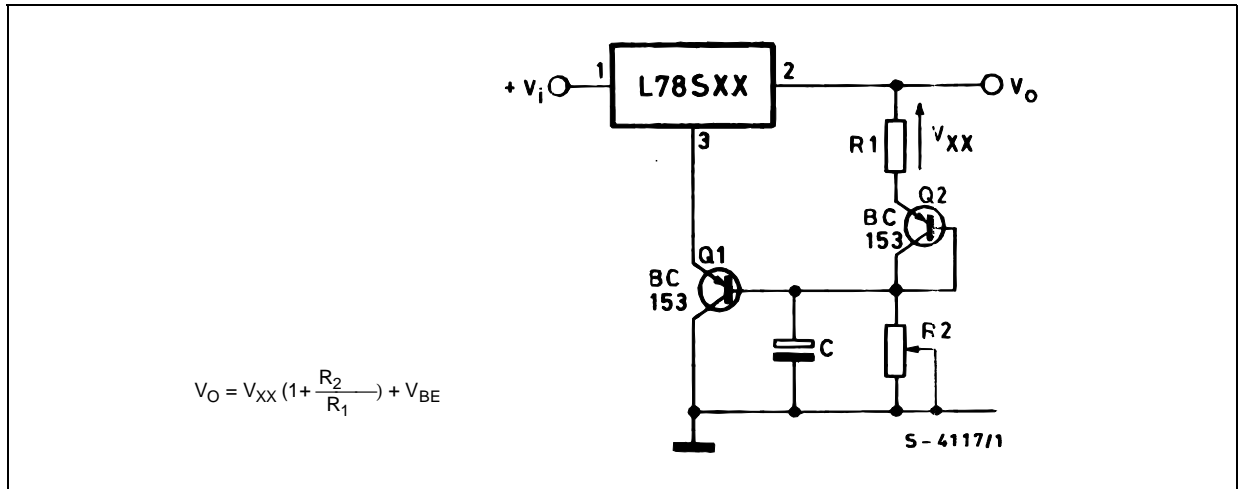 + Vi
1
L78SXX
2
Vo
3
R1
VXX
Q2
BC
153
Q1
BC
153
C
R2
VO = VXX (1+ R2/R1) + VBE
S-4117/1